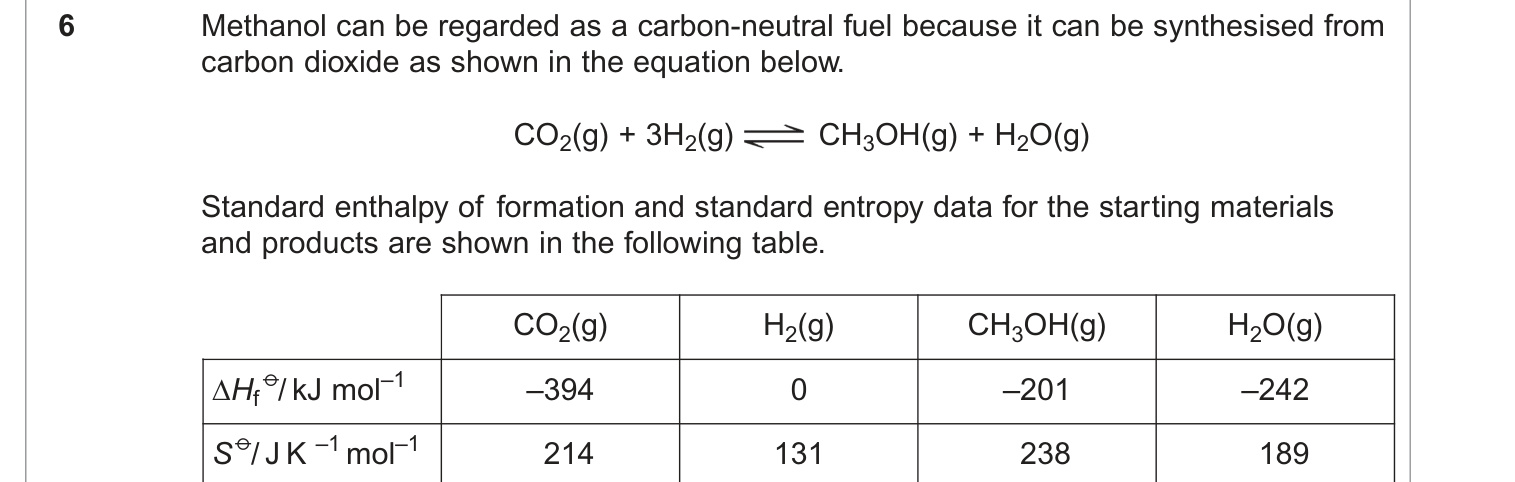 6 Methanol can be regarded as a carbon-neutral fuel because it can be synthesised from
carbon dioxide as shown in the equation below.
CO₂(g) + 3H₂(g) ⇌ CH₃OH(g) + H₂O(g)
Standard enthalpy of formation and standard entropy data for the starting materials
and products are shown in the following table.
CO₂(g) H₂(g) CH₃OH(g) H₂O(g)
ΔH_f^⦵/ kJ mol⁻¹ –394 0 –201 –242
S^⦵/ J K ⁻¹ mol⁻¹ 214 131 238 189